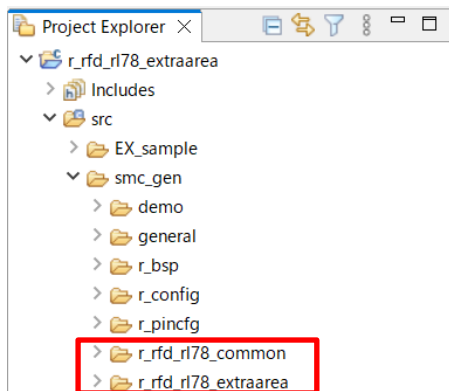 Project Explorer
r_rfd_rl78_extraarea
Includes
src
EX_sample
smc_gen
demo
general
r_bsp
r_config
r_pincfg
r_rfd_rl78_common
r_rfd_rl78_extraarea